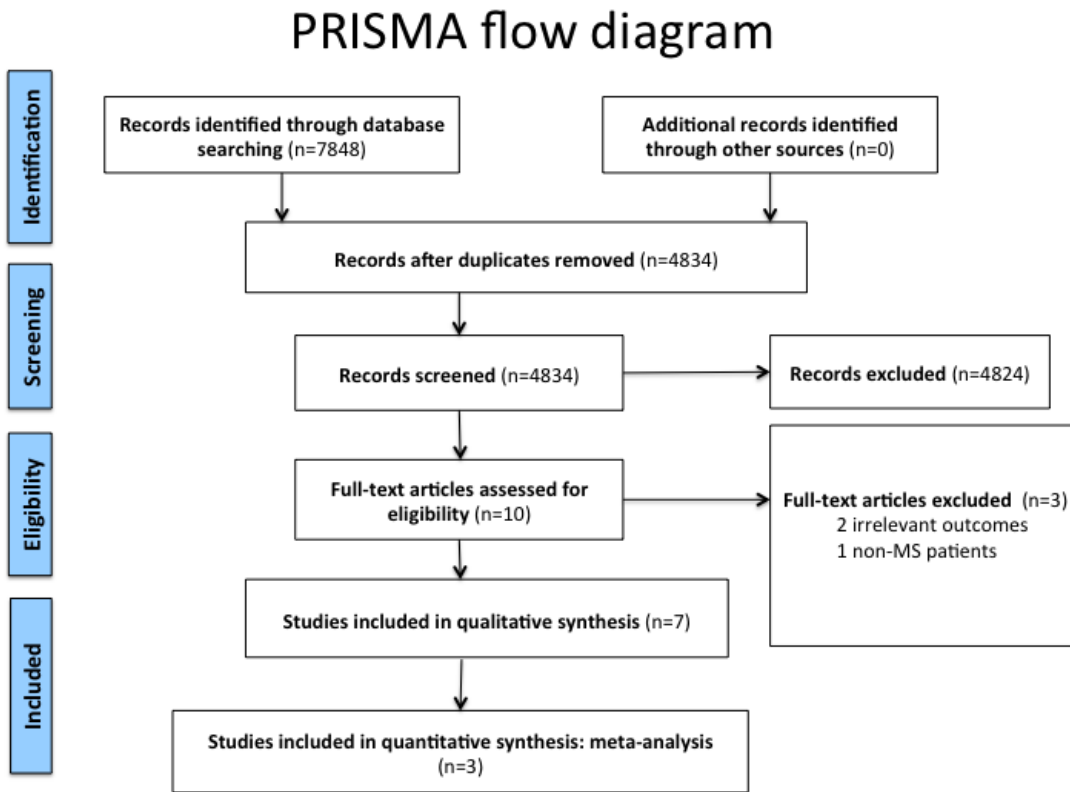 PRISMA flow diagram
Identification
Records identified through database
searching (n=7848)
Additional records identified
through other sources (n=0)
Records after duplicates removed (n=4834)
Screening
Records screened (n=4834)
Records excluded (n=4824)
Eligibility
Full-text articles assessed for
eligibility (n=10)
Full-text articles excluded (n=3)
2 irrelevant outcomes
1 non-MS patients
Included
Studies included in qualitative synthesis (n=7)
Studies included in quantitative synthesis: meta-analysis
(n=3)